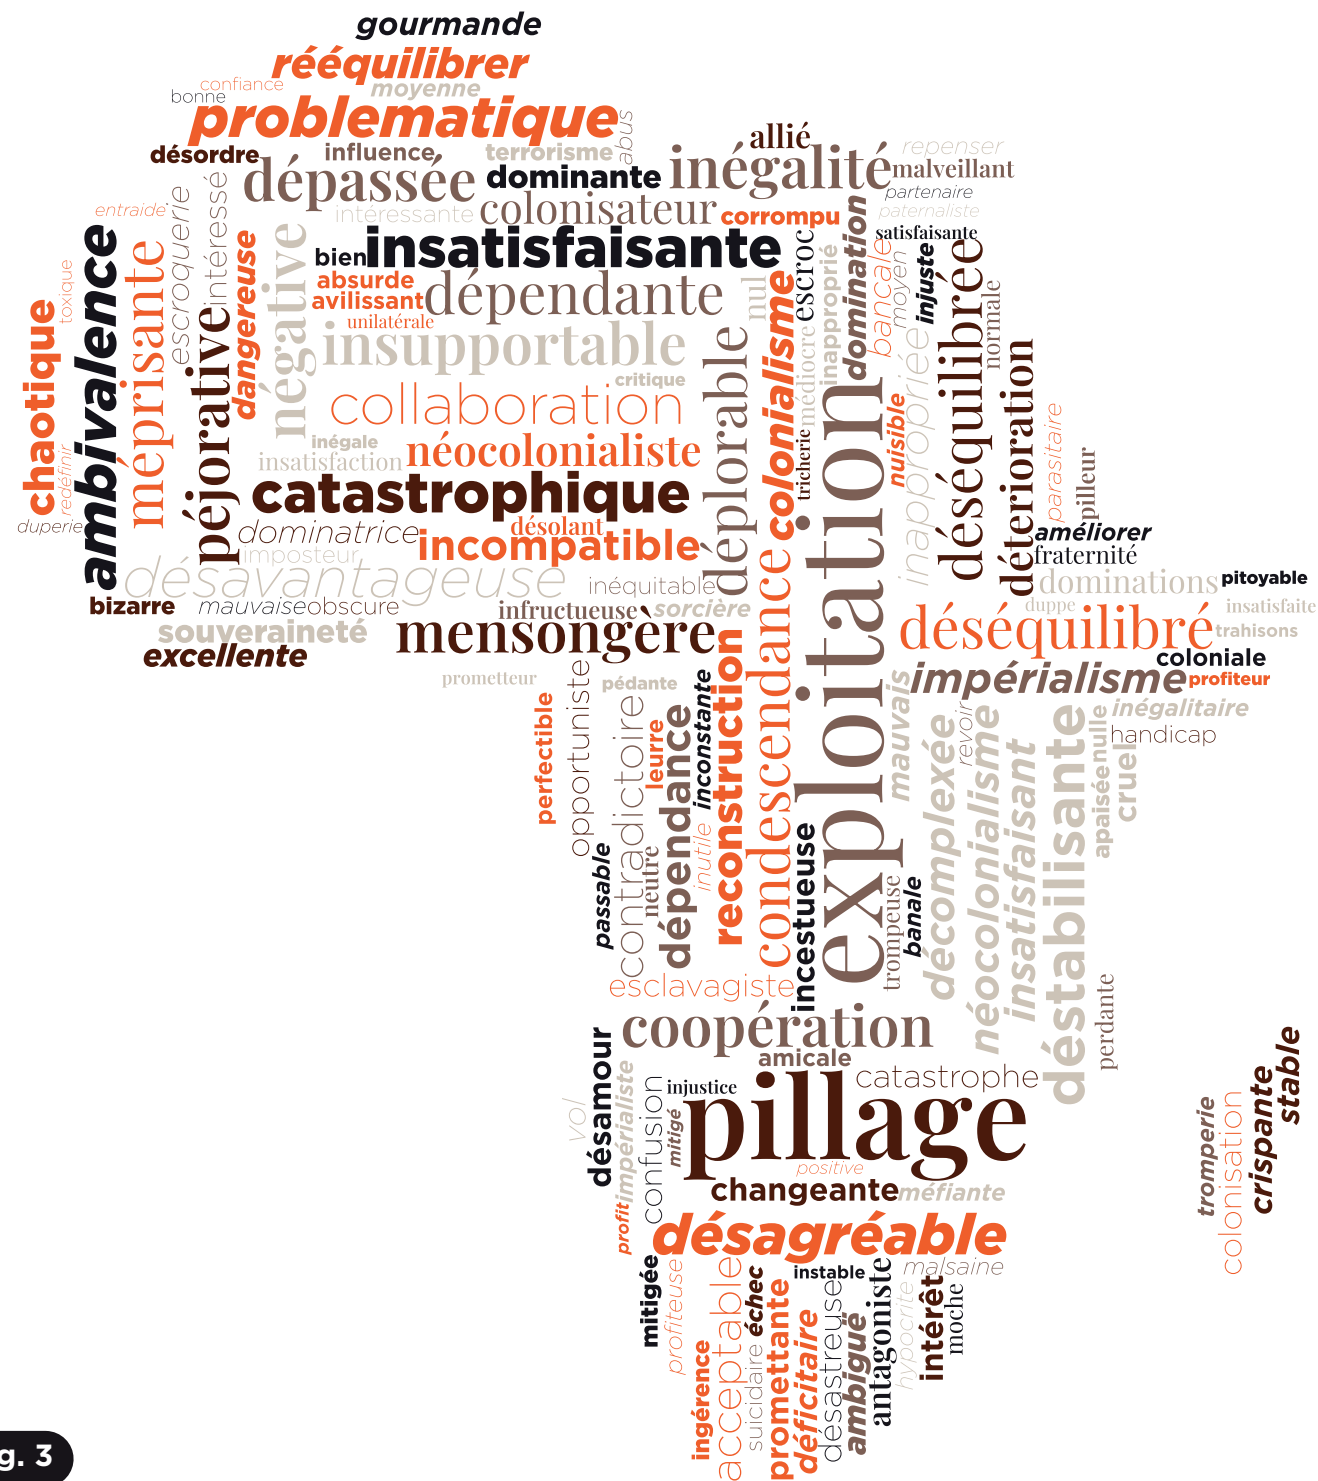 gourmande
rééquilibrer
confiance
moyenne
bonne
problematique
abus
désordre
influence
terrorisme
allié
repenser
dépassée
dominante
inégalité
malveillant
partenaire
entraide
escroquerie
intéressé
intéressante
colonisateur
corrompu
paternaliste
satisfaisante
ambivalence
méprisante
dangereuse
négative
bien
insatisfaisante
escroc
domination
bancale
moyen
injuste
déséquilibrée
toxique
absurde
avilissant
dépendante
nul
inapproprié
normale
chaotique
péjorative
unilatérale
insupportable
déplorable
colonialisme
médiocre
critique
collaboration
exploitation
nuisible
inappropriée
détérioration
parasitaire
inégale
néocolonialiste
insatisfaction
tricherie
pilleur
redéfinir
catastrophique
duperie
dominatrice
désolant
incompatible
améliorer
imposteur
fraternité
désavantageuse
inéquitable
condescendance
dominations
pitoyable
bizarre
mauvaise
obscure
infructueuse
sorcière
duppe
insatisfaite
souveraineté
mensongère
déséquilibré
trahisons
excellente
coloniale
prometteur
opportuniste
pédante
inconstante
reconstruction
mauvais
impérialisme
profiteur
perfectible
contradictoire
leurre
dépendance
décomplexée
revoir
néocolonialisme
insatisfaisant
déstabilisante
nulle
inégalitaire
handicap
cruel
apaisée
passable
neutre
inutile
incestueuse
trompeuse
banale
esclavagiste
perdante
coopération
désamour
amicale
catastrophe
vol
impérialiste
confusion
injustice
mitigé
pillage
positive
tromperie
colonisation
crispante
stable
changeante
méfiante
profit
désagréable
mitigée
profiteuse
acceptable
échec
instable
malsaine
antagoniste
hypocrite
intérêt
moche
ingérence
suicidaire
promettante
déficitaire
désastreuse
ambiguë
g. 3